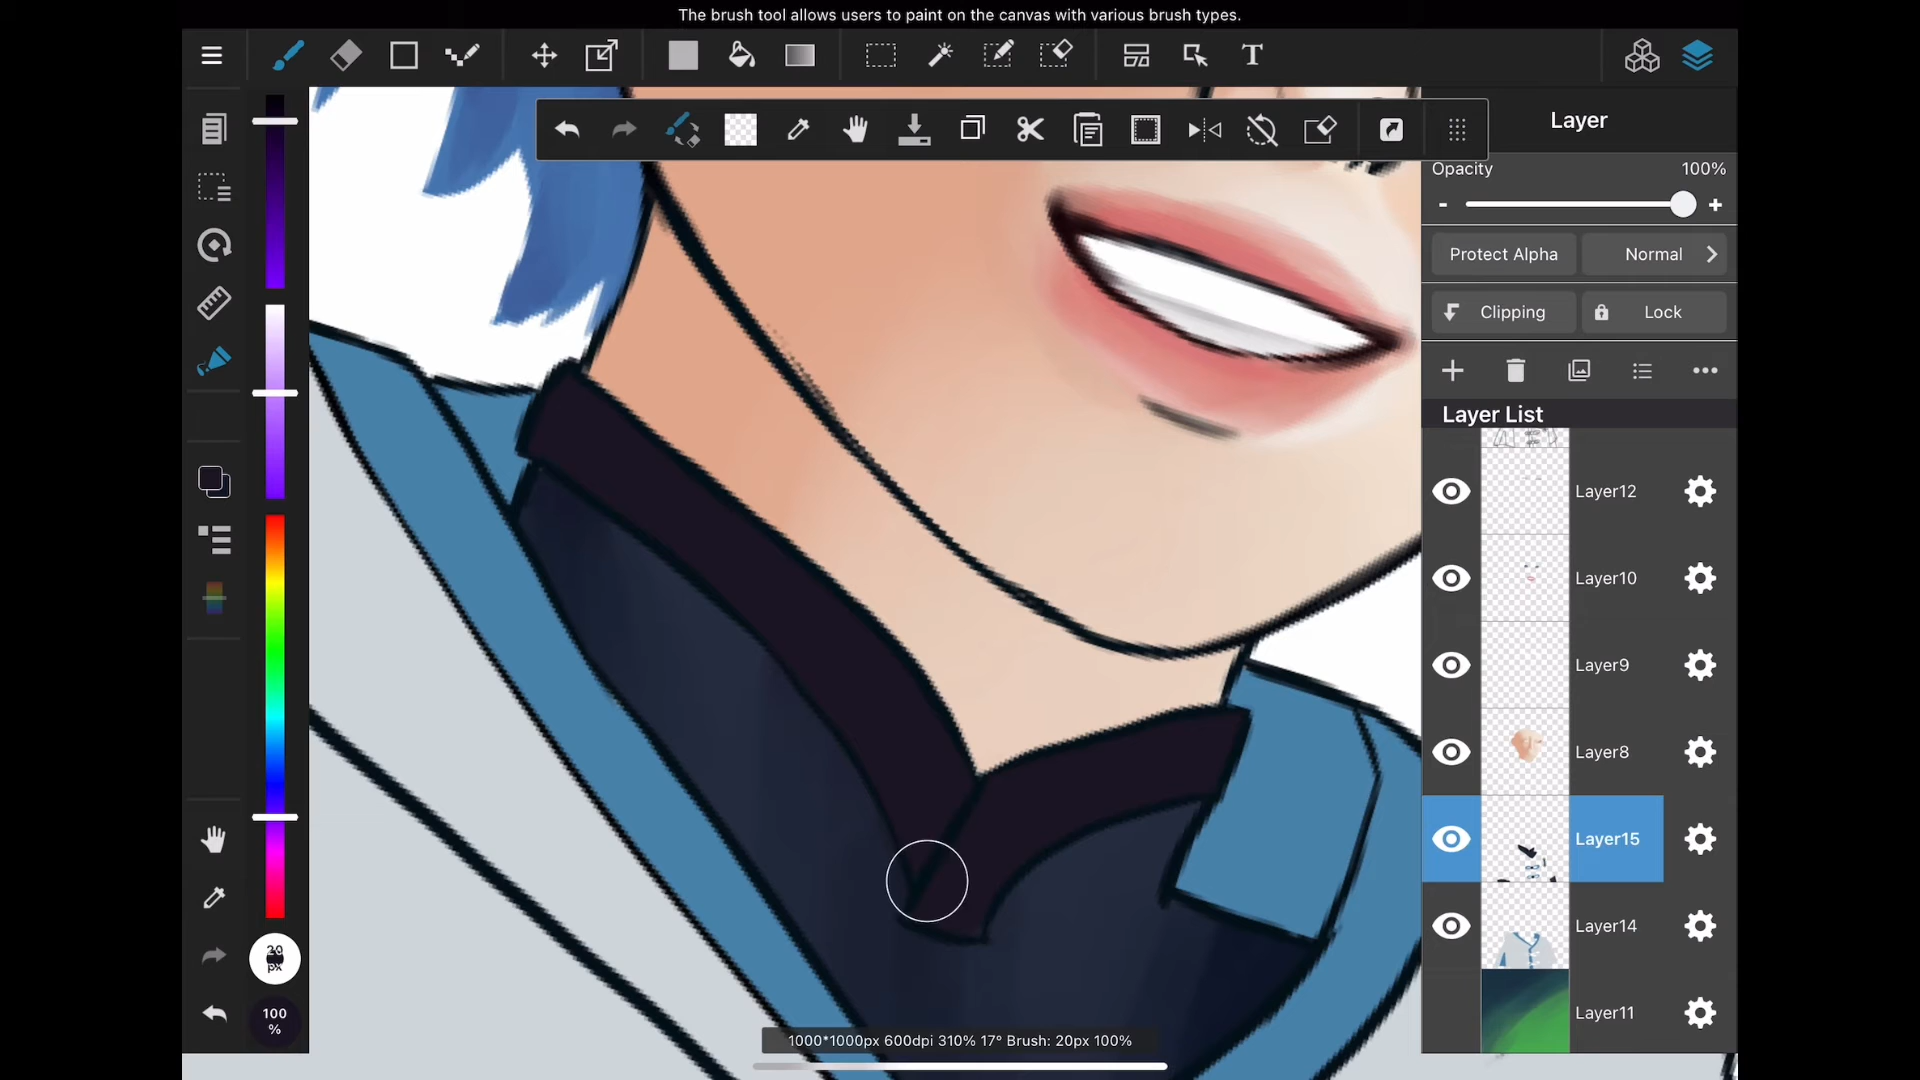 The brush tool allows users to paint on the canvas with various brush types.
T
Layer
Opacity 100%
- +
Protect Alpha Normal
Clipping Lock
Layer List
Layer12
Layer10
Layer9
Layer8
Layer15
Layer14
Layer11
20
px
100
%
1000*1000px 600dpi 310% 17° Brush: 20px 100%